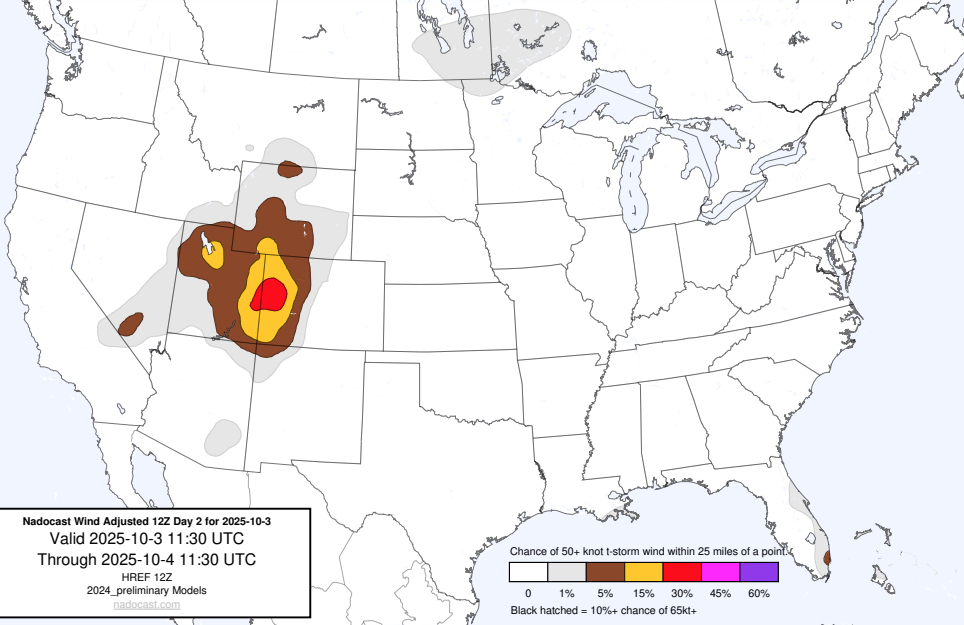 Nadocast Wind Adjusted 12Z Day 2 for 2025-10-3
Valid 2025-10-3 11:30 UTC
Through 2025-10-4 11:30 UTC
HREF 12Z
2024_preliminary Models
nadocast.com
Chance of 50+ knot t-storm wind within 25 miles of a point.
0 1% 5% 15% 30% 45% 60%
Black hatched = 10%+ chance of 65kt+